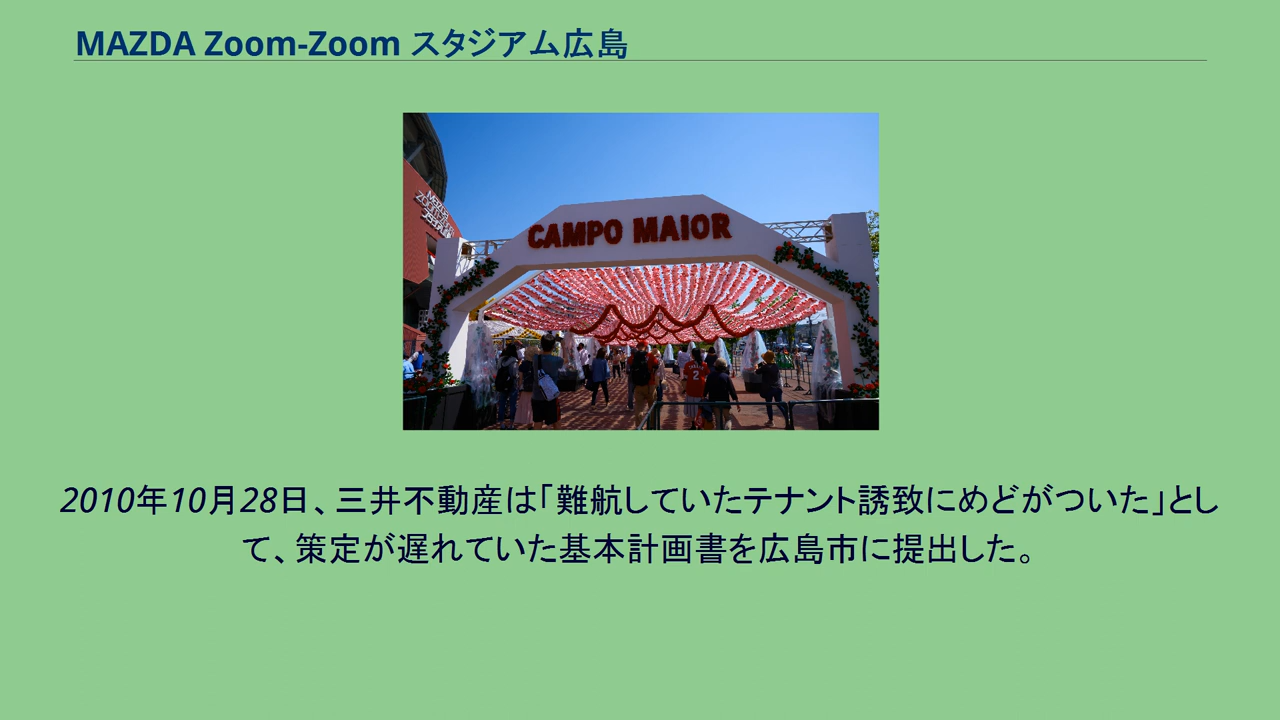 MAZDA Zoom-Zoom スタジアム広島
CAMPO MAIOR
2010年10月28日、三井不動産は「難航していたテナント誘致にめどがついた」とし
て、策定が遅れていた基本計画書を広島市に提出した。